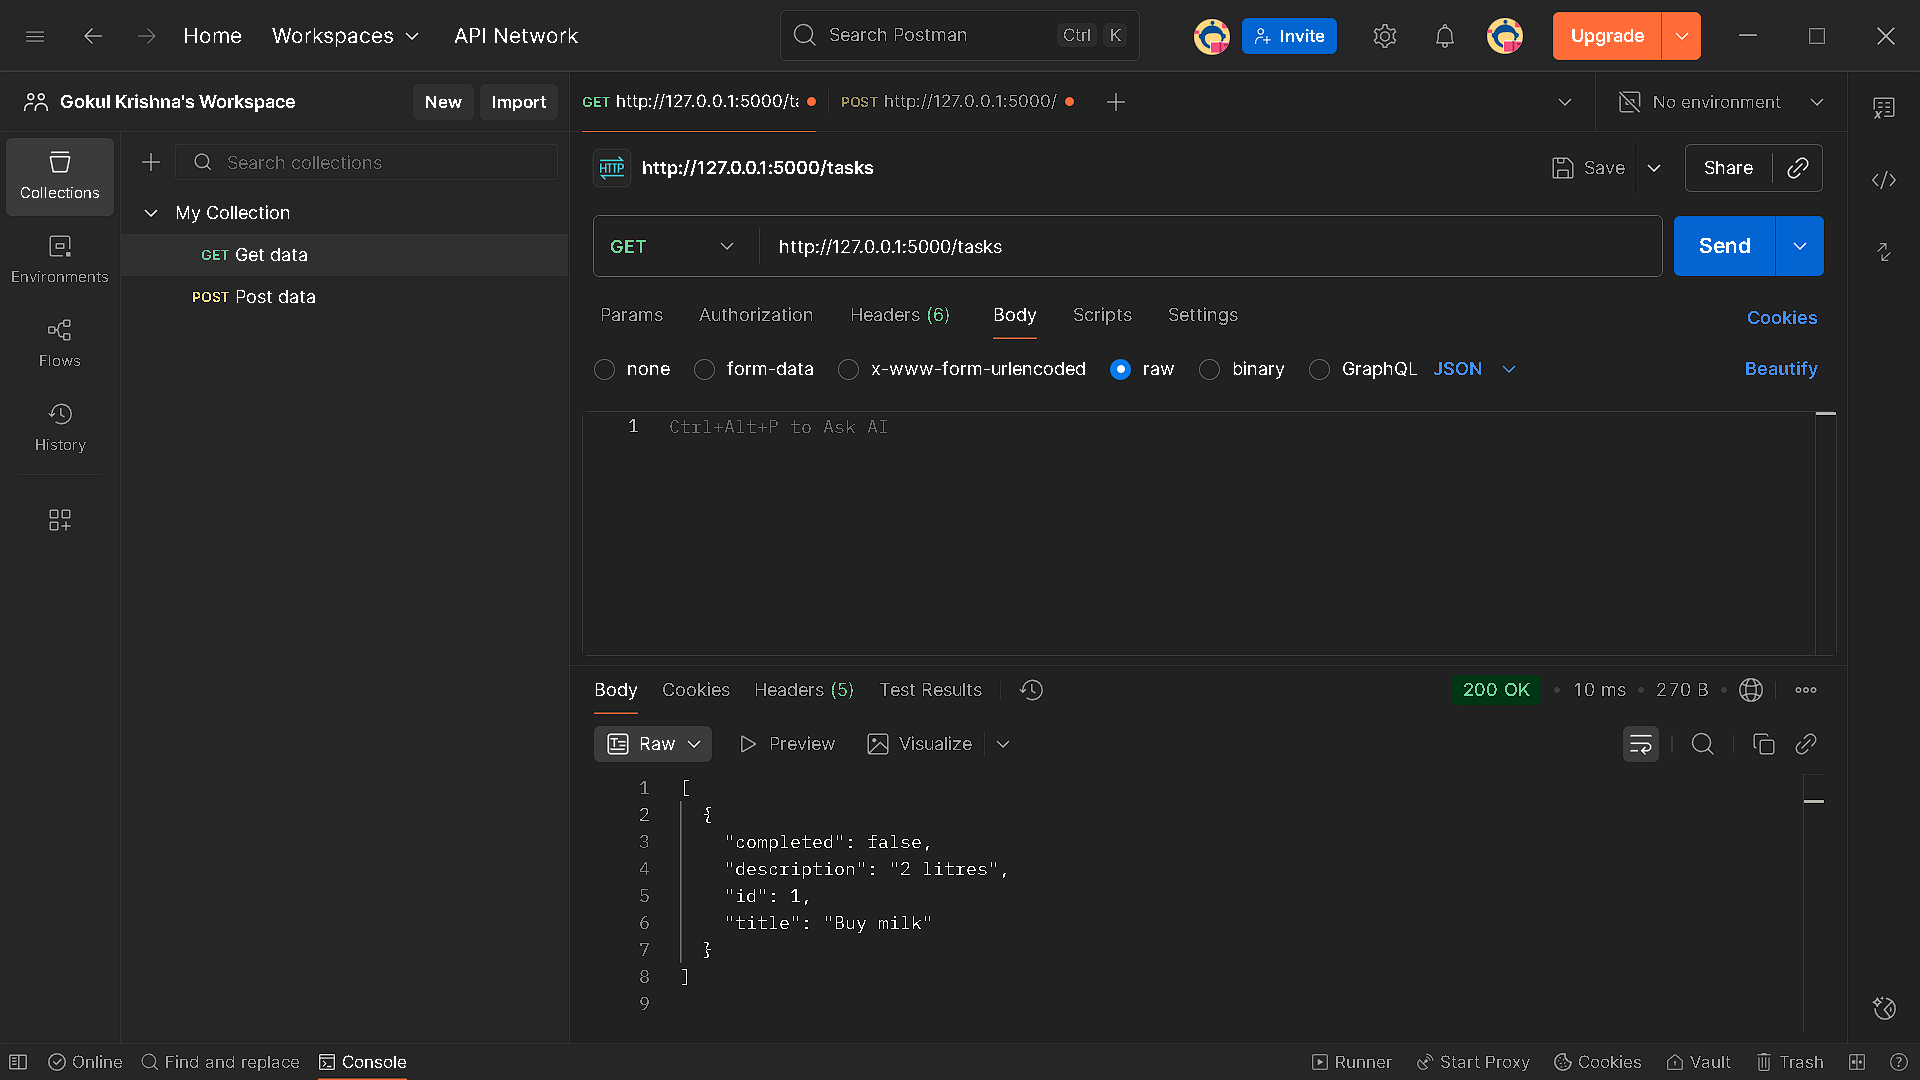 Home Workspaces API Network Search Postman Ctrl K Invite Upgrade
Gokul Krishna's Workspace New Import GET http://127.0.0.1:5000/ta POST http://127.0.0.1:5000/ No environment
Collections
Environments
Flows
History
Search collections
My Collection
GET Get data
POST Post data
HTTP http://127.0.0.1:5000/tasks Save Share
GET http://127.0.0.1:5000/tasks Send
Params Authorization Headers (6) Body Scripts Settings Cookies
none form-data x-www-form-urlencoded raw binary GraphQL JSON Beautify
1 Ctrl+Alt+P to Ask AI
Body Cookies Headers (5) Test Results 200 OK • 10 ms • 270 B •
Raw Preview Visualize
1 [
2 {
3 "completed": false,
4 "description": "2 litres",
5 "id": 1,
6 "title": "Buy milk"
7 }
8 ]
9
Online Find and replace Console Runner Start Proxy Cookies Vault Trash